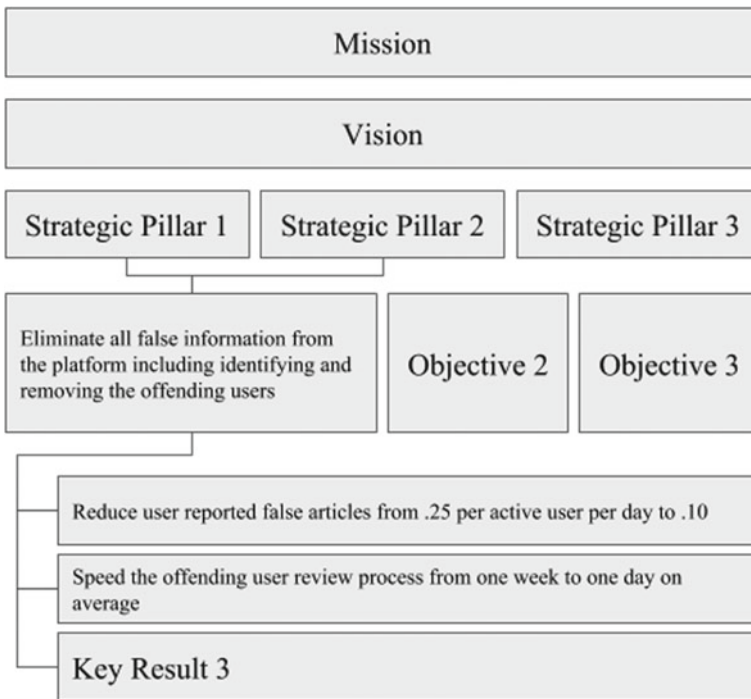 Mission
Vision
Strategic Pillar 1
Strategic Pillar 2
Strategic Pillar 3
Eliminate all false information from
the platform including identifying and
removing the offending users
Objective 2
Objective 3
Reduce user reported false articles from .25 per active user per day to .10
Speed the offending user review process from one week to one day on
average
Key Result 3